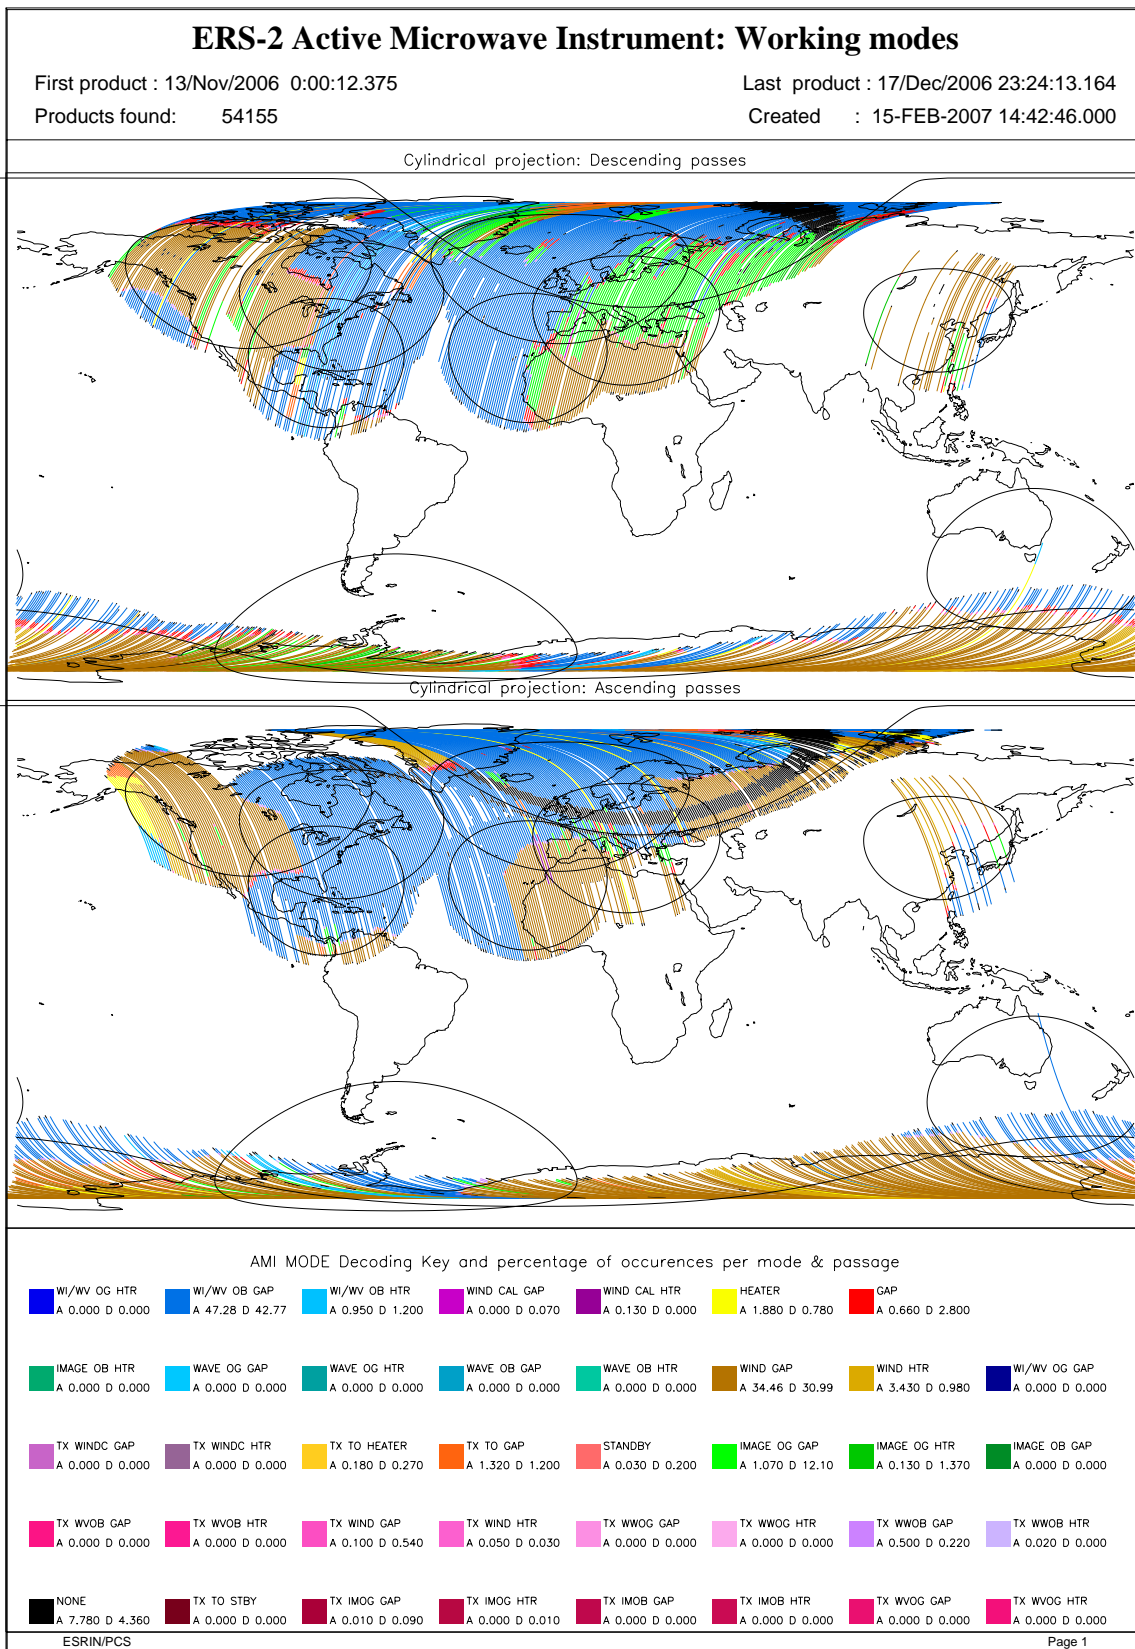 ERS-2 Active Microwave Instrument: Working modes
First product : 13/Nov/2006 0:00:12.375 Last product : 17/Dec/2006 23:24:13.164
Products found: 54155 Created : 15-FEB-2007 14:42:46.000
Cylindrical projection: Descending passes
Cylindrical projection: Ascending passes
AMI MODE Decoding Key and percentage of occurences per mode & passage
WI/WV OG HTR WI/WV OB GAP WI/WV OB HTR WIND CAL GAP WIND CAL HTR HEATER GAP
A 0.000 D 0.000 A 47.28 D 42.77 A 0.950 D 1.200 A 0.000 D 0.070 A 0.130 D 0.000 A 1.880 D 0.780 A 0.660 D 2.800
IMAGE OB HTR WAVE OG GAP WAVE OG HTR WAVE OB GAP WAVE OB HTR WIND GAP WIND HTR WI/WV OG GAP
A 0.000 D 0.000 A 0.000 D 0.000 A 0.000 D 0.000 A 0.000 D 0.000 A 0.000 D 0.000 A 34.46 D 30.99 A 3.430 D 0.980 A 0.000 D 0.000
TX WINDC GAP TX WINDC HTR TX TO HEATER TX TO GAP STANDBY IMAGE OG GAP IMAGE OG HTR IMAGE OB GAP
A 0.000 D 0.000 A 0.000 D 0.000 A 0.180 D 0.270 A 1.320 D 1.200 A 0.030 D 0.200 A 1.070 D 12.10 A 0.130 D 1.370 A 0.000 D 0.000
TX WVOB GAP TX WVOB HTR TX WIND GAP TX WIND HTR TX WWOG GAP TX WWOG HTR TX WWOB GAP TX WWOB HTR
A 0.000 D 0.000 A 0.000 D 0.000 A 0.100 D 0.540 A 0.050 D 0.030 A 0.000 D 0.000 A 0.000 D 0.000 A 0.500 D 0.220 A 0.020 D 0.000
NONE TX TO STBY TX IMOG GAP TX IMOG HTR TX IMOB GAP TX IMOB HTR TX WVOG GAP TX WVOG HTR
A 7.780 D 4.360 A 0.000 D 0.000 A 0.010 D 0.090 A 0.000 D 0.010 A 0.000 D 0.000 A 0.000 D 0.000 A 0.000 D 0.000 A 0.000 D 0.000
ESRIN/PCS Page 1